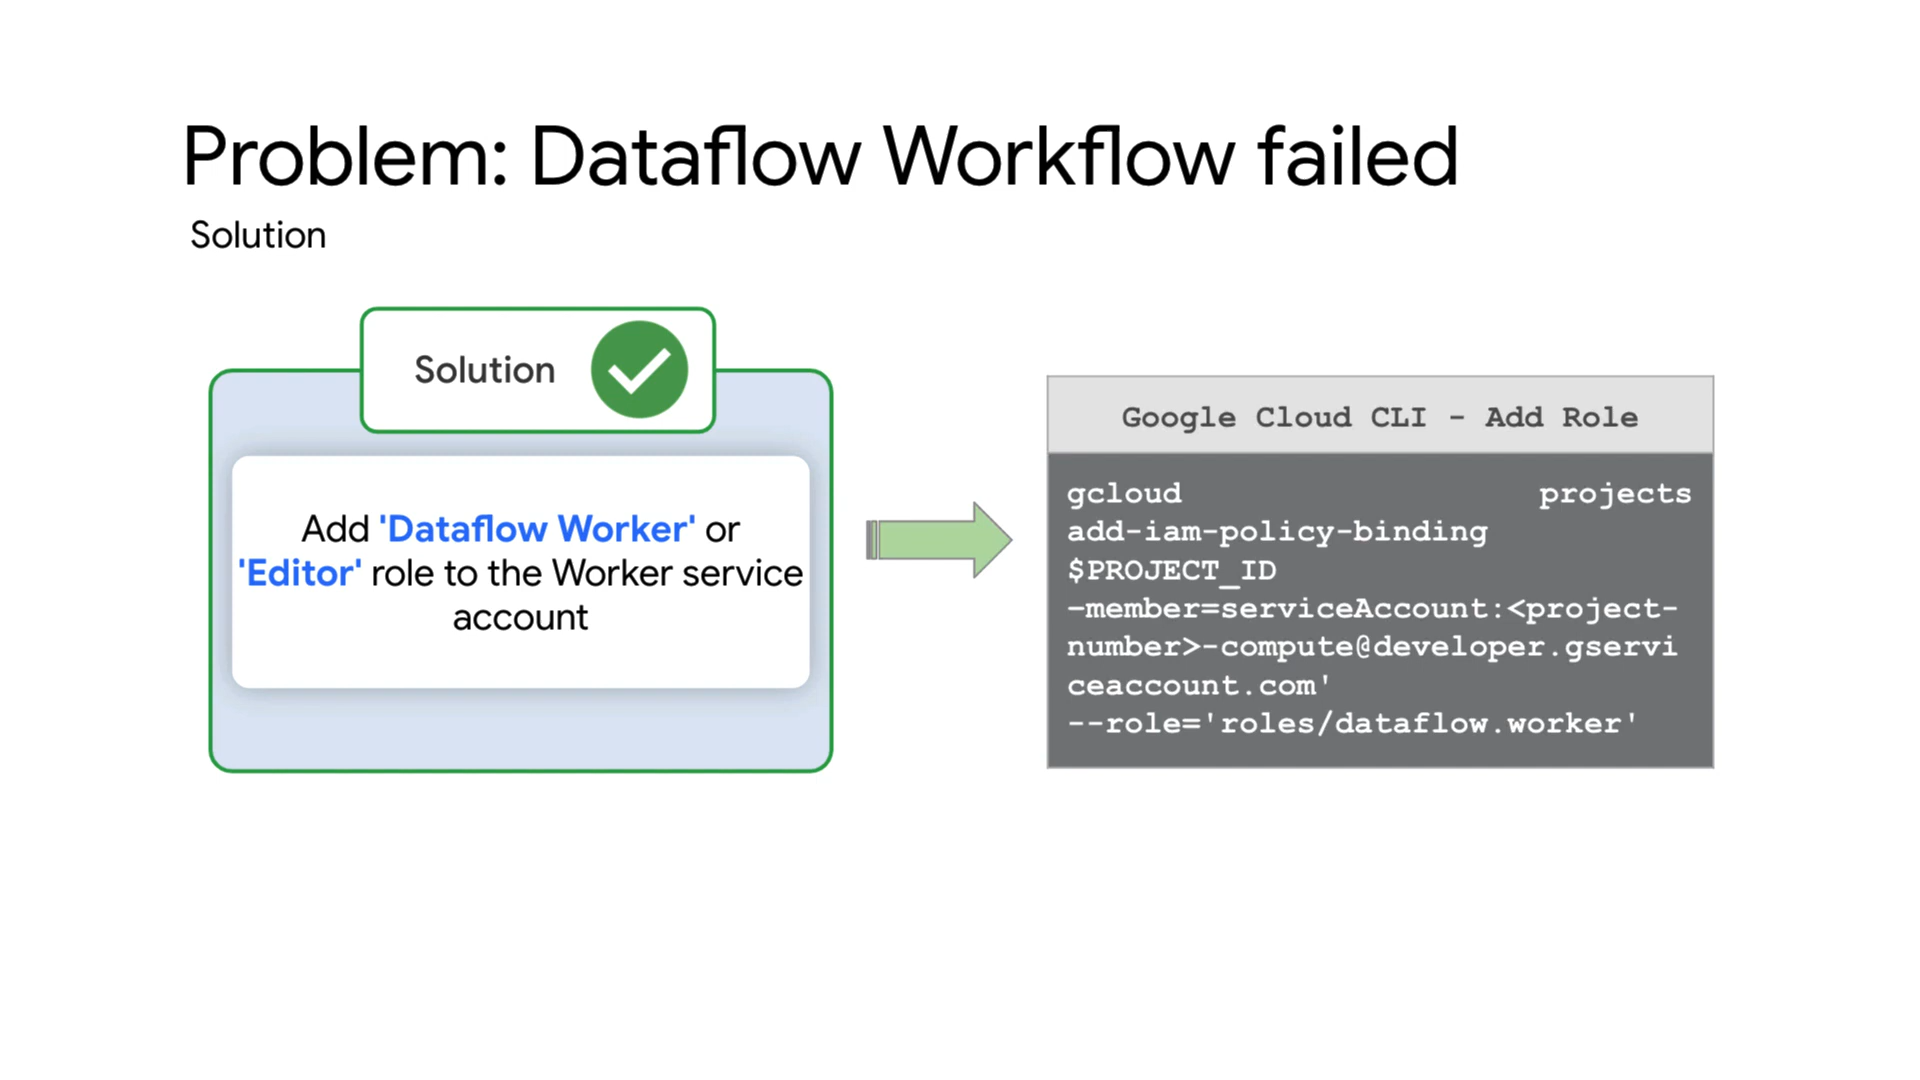 Problem: Dataflow Workflow failed
Solution
Solution
Add 'Dataflow Worker' or
'Editor' role to the Worker service
account
Google Cloud CLI - Add Role
gcloud projects
add-iam-policy-binding
$PROJECT_ID
–member=serviceAccount:<project-
number>-compute@developer.gservi
ceaccount.com'
--role='roles/dataflow.worker'